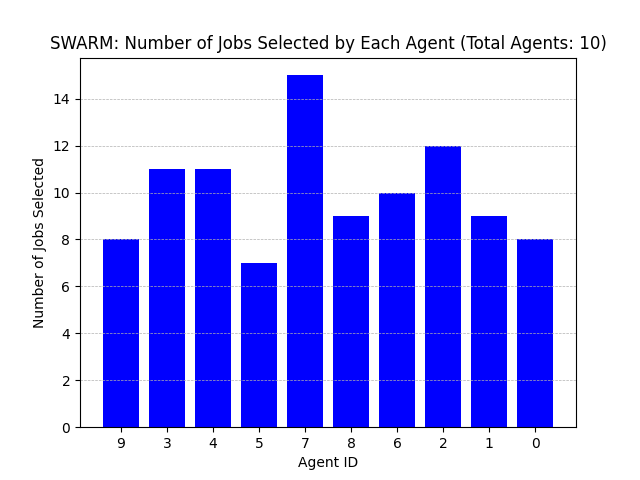 SWARM: Number of Jobs Selected by Each Agent (Total Agents: 10)
Number of Jobs Selected
14
12
10
8
6
4
2
0
9 3 4 5 7 8 6 2 1 0
Agent ID